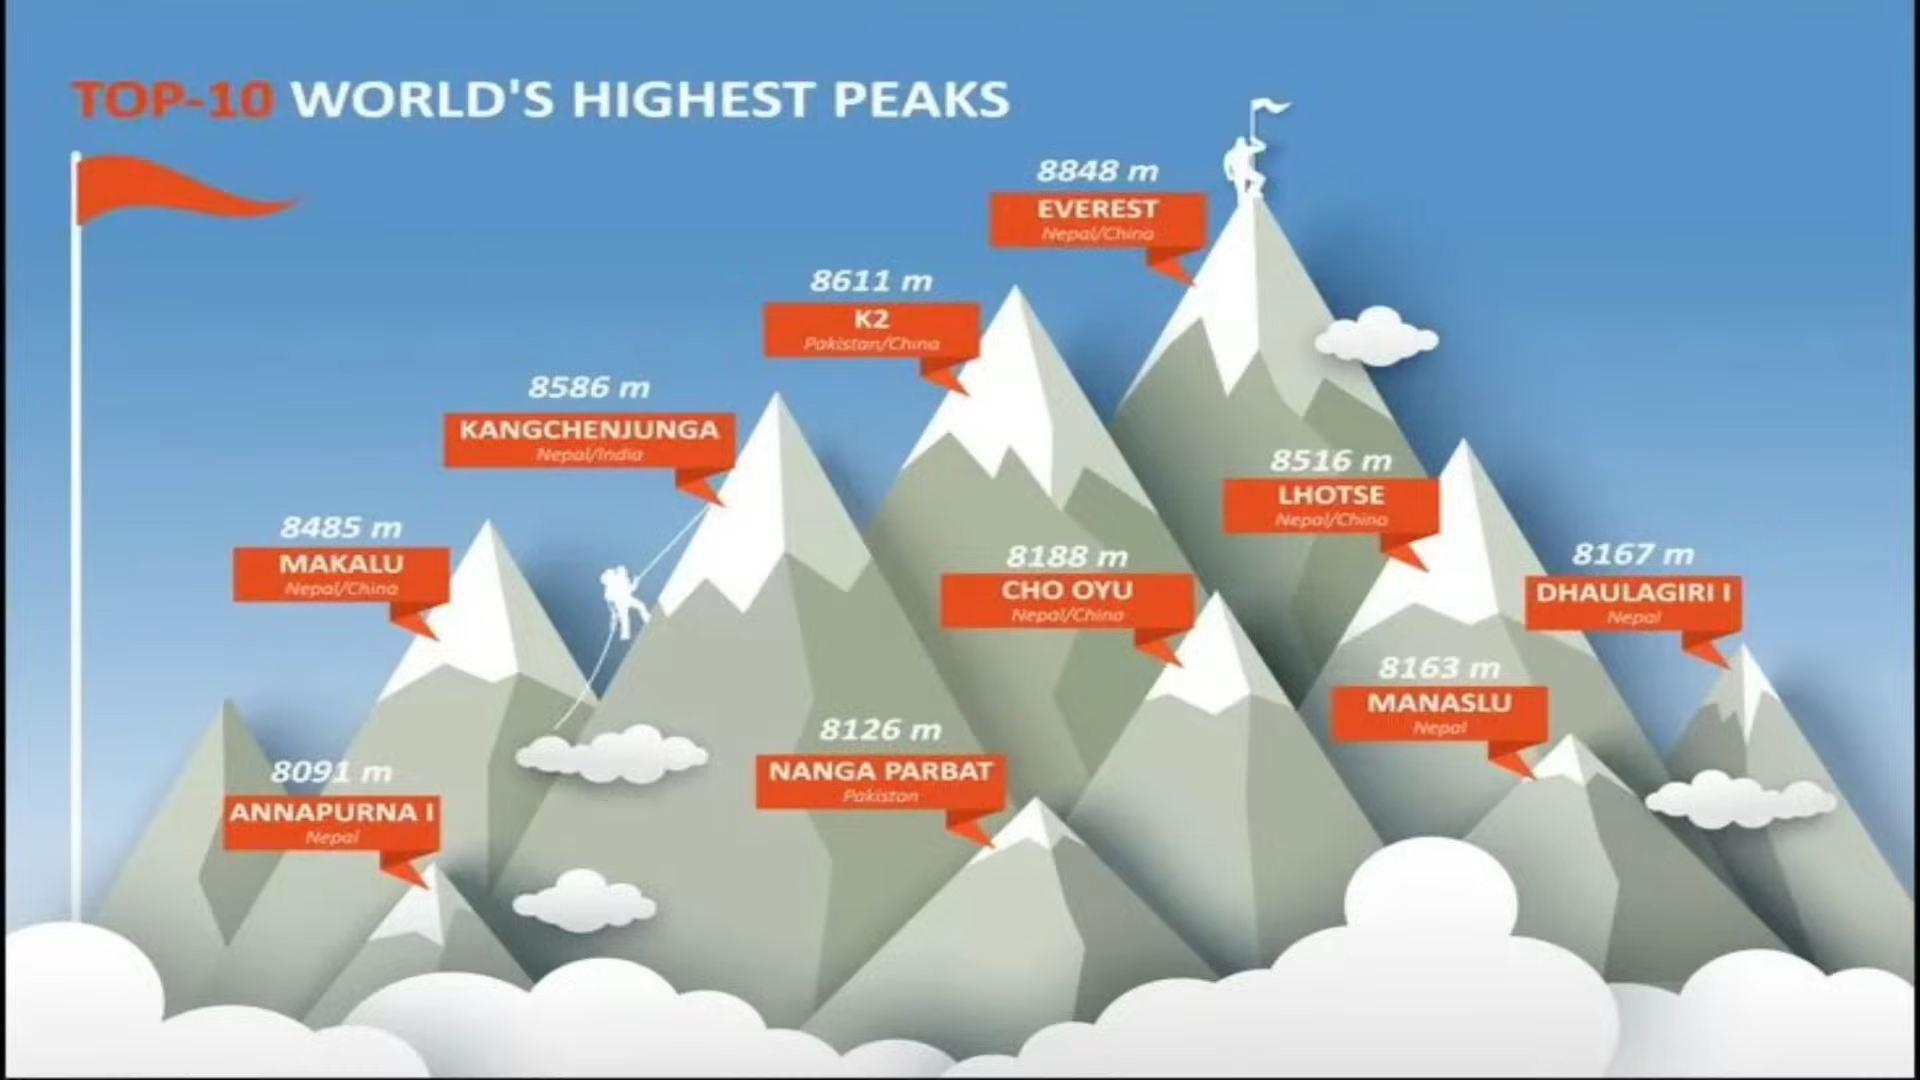 TOP-10 WORLD'S HIGHEST PEAKS
8848 m
EVEREST
Nepal/China
8611 m
K2
Pakistan/China
8586 m
KANGCHENJUNGA
Nepal/India
8516 m
LHOTSE
Nepal/China
8485 m
MAKALU
Nepal/China
8188 m
CHO OYU
Nepal/China
8167 m
DHAULAGIRI I
Nepal
8163 m
MANASLU
Nepal
8126 m
NANGA PARBAT
Pakistan
8091 m
ANNAPURNA I
Nepal